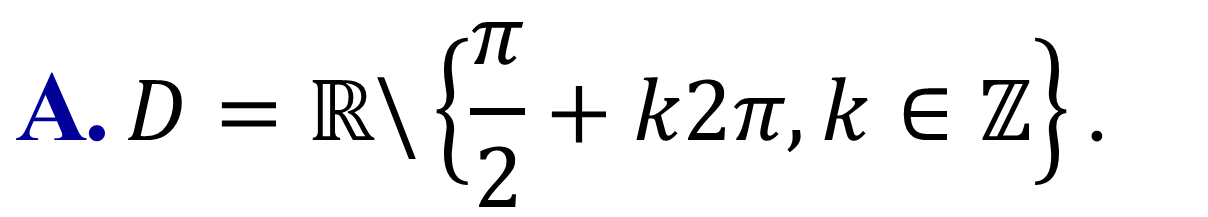 A. D = ℝ\{π/2 + k2π, k ∈ ℤ}.